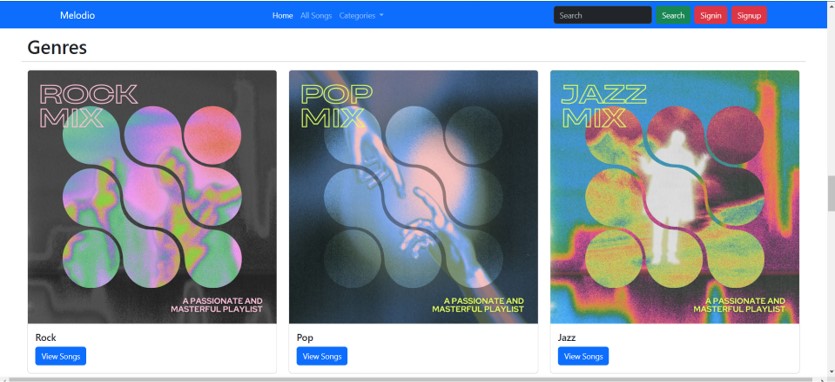 Melodio
Home All Songs Categories
Search
Search
Signin
Signup
Genres
ROCK
MIX
A PASSIONATE AND
MASTERFUL PLAYLIST
Rock
View Songs
POP
MIX
A PASSIONATE AND
MASTERFUL PLAYLIST
Pop
View Songs
JAZZ
MIX
A PASSIONATE AND
MASTERFUL PLAYLIST
Jazz
View Songs